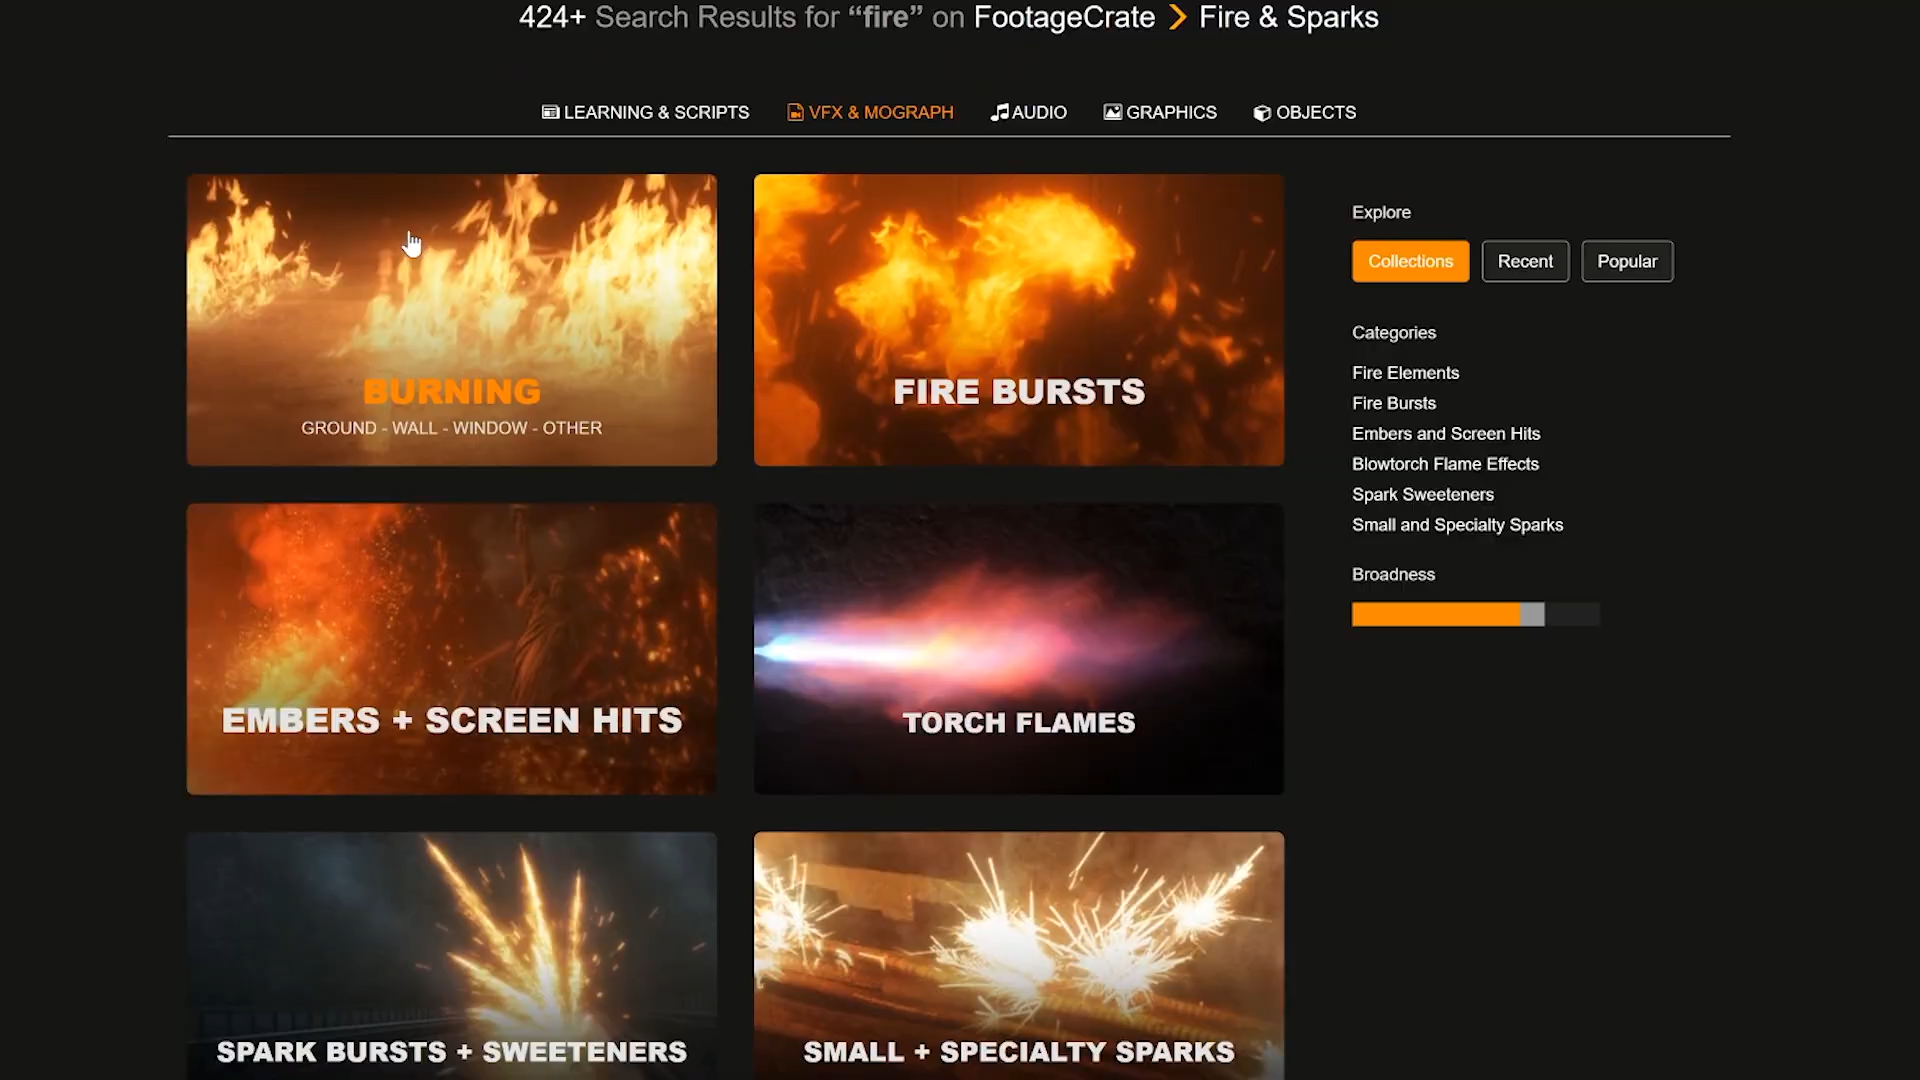 424+ Search Results for “fire” on FootageCrate > Fire & Sparks
LEARNING & SCRIPTS
VFX & MOGRAPH
AUDIO
GRAPHICS
OBJECTS
BURNING
GROUND - WALL - WINDOW - OTHER
FIRE BURSTS
EMBERS + SCREEN HITS
TORCH FLAMES
SPARK BURSTS + SWEETENERS
SMALL + SPECIALTY SPARKS
Explore
Collections
Recent
Popular
Categories
Fire Elements
Fire Bursts
Embers and Screen Hits
Blowtorch Flame Effects
Spark Sweeteners
Small and Specialty Sparks
Broadness